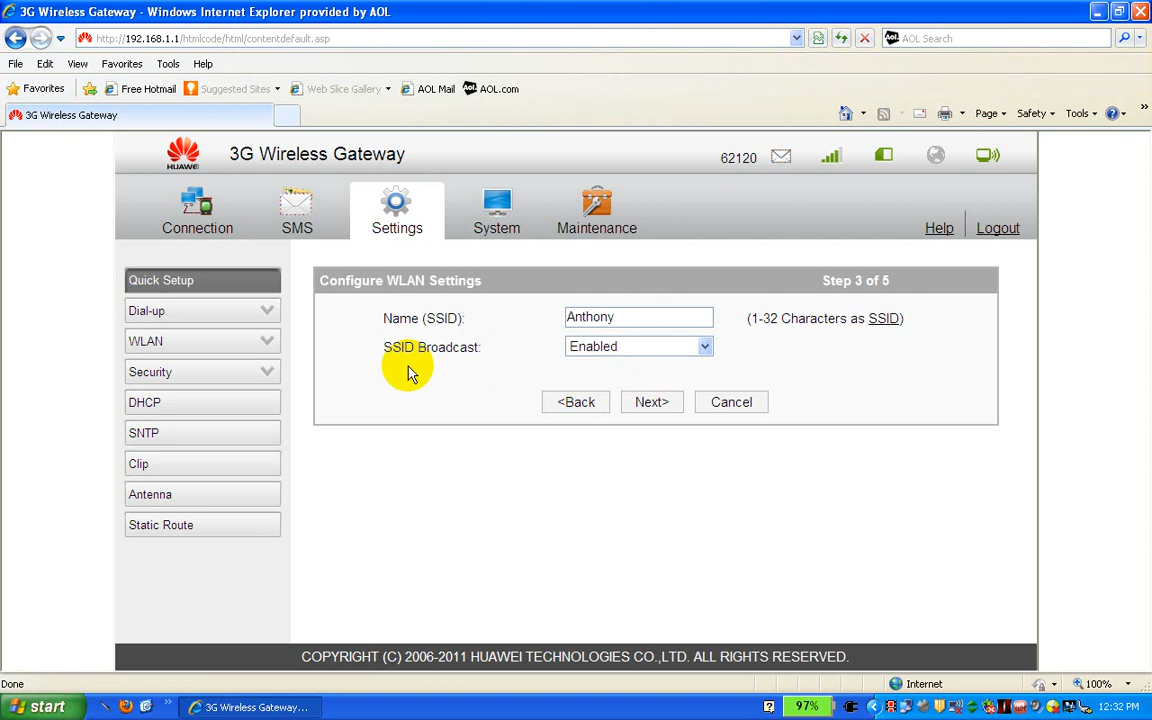 3G Wireless Gateway - Windows Internet Explorer provided by AOL
http://192.168.1.1/htmlcode/html/contentdefault.asp
AOL Search
File Edit View Favorites Tools Help
Favorites Free Hotmail Suggested Sites Web Slice Gallery AOL Mail AOL.com
3G Wireless Gateway
Page Safety Tools
HUAWEI
3G Wireless Gateway
62120
Connection SMS Settings System Maintenance
Help Logout
Quick Setup
Dial-up
WLAN
Security
DHCP
SNTP
Clip
Antenna
Static Route
Configure WLAN Settings Step 3 of 5
Name (SSID): Anthony (1-32 Characters as SSID)
SSID Broadcast: Enabled
<Back Next> Cancel
COPYRIGHT (C) 2006-2011 HUAWEI TECHNOLOGIES CO.,LTD. ALL RIGHTS RESERVED.
Done Internet 100%
start 3G Wireless Gateway... 97% 12:32 PM